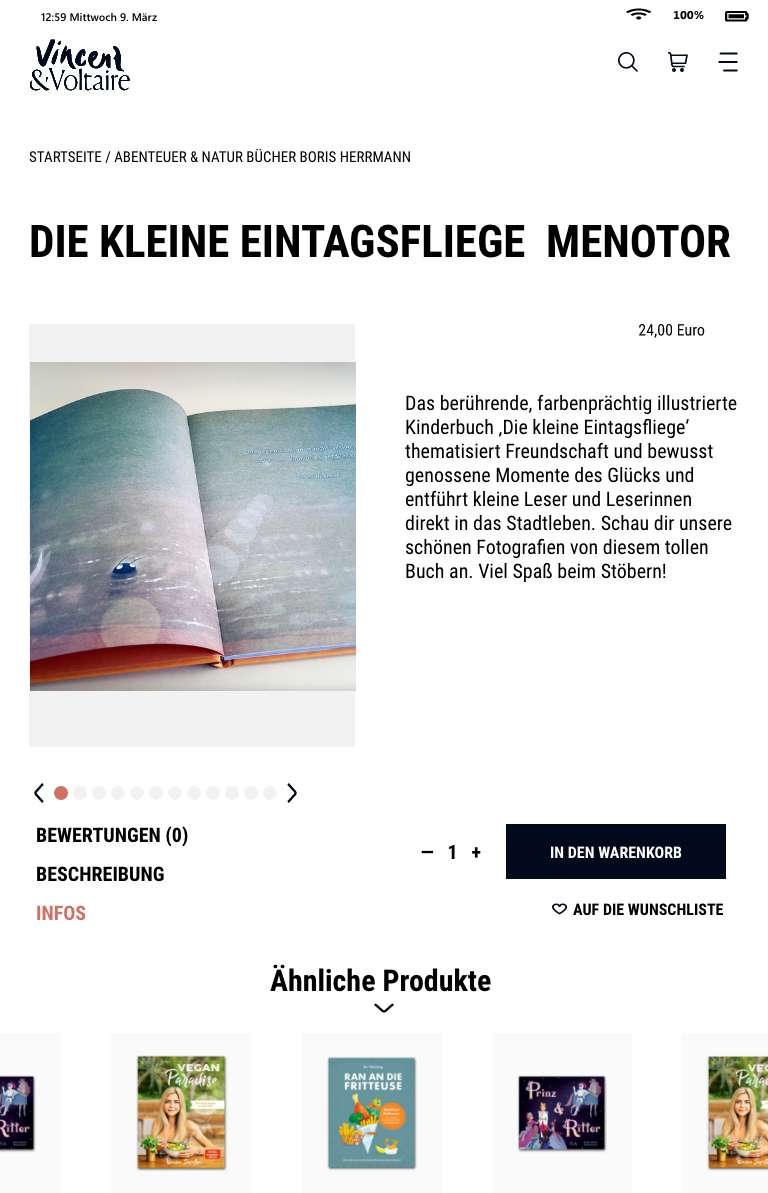 12:59 Mittwoch 9. März
100%
Vincent
&Voltaire
STARTSEITE / ABENTEUER & NATUR BÜCHER BORIS HERRMANN
DIE KLEINE EINTAGSFLIEGE MENOTOR
24,00 Euro
Das berührende, farbenprächtig illustrierte
Kinderbuch ‚Die kleine Eintagsfliege‘
thematisiert Freundschaft und bewusst
genossene Momente des Glücks und
entführt kleine Leser und Leserinnen
direkt in das Stadtleben. Schau dir unsere
schönen Fotografien von diesem tollen
Buch an. Viel Spaß beim Stöbern!
BEWERTUNGEN (0)
BESCHREIBUNG
INFOS
– 1 +
IN DEN WARENKORB
AUF DIE WUNSCHLISTE
Ähnliche Produkte
Ritter
VEGAN
Paradise
RAN AN DIE
FRITTEUSE
Prinz
&
Ritter
VEGAN
Paradise